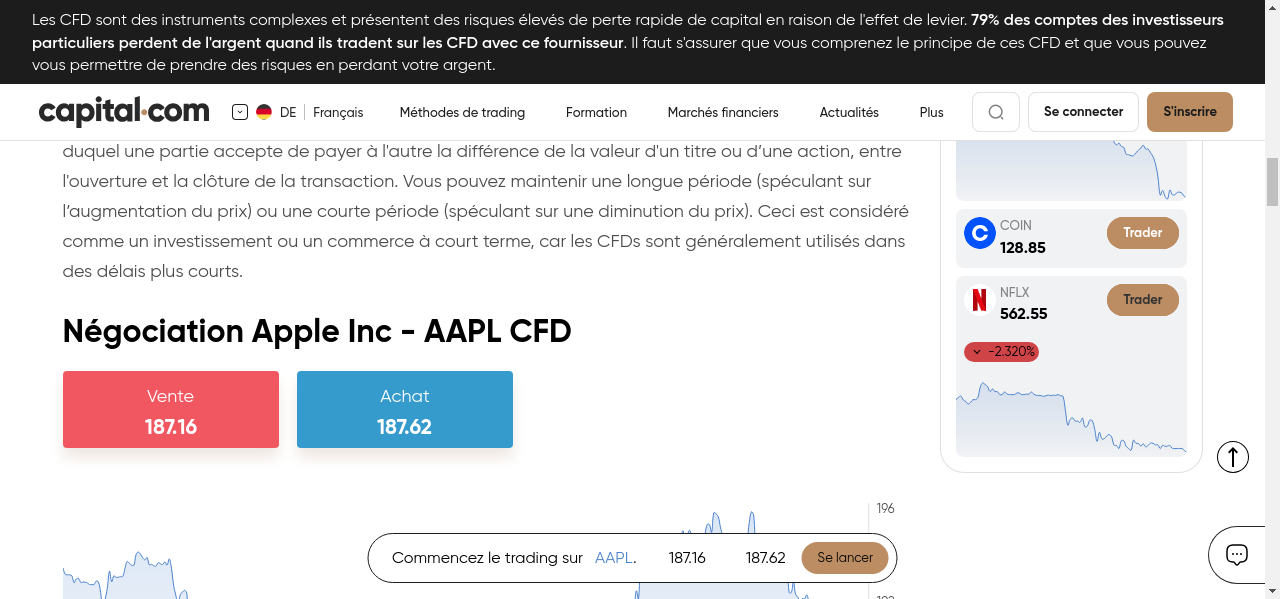 Les CFD sont des instruments complexes et présentent des risques élevés de perte rapide de capital en raison de l'effet de levier. 79% des comptes des investisseurs
particuliers perdent de l'argent quand ils tradent sur les CFD avec ce fournisseur. Il faut s'assurer que vous comprenez le principe de ces CFD et que vous pouvez
vous permettre de prendre des risques en perdant votre argent.
capital.com DE Français Méthodes de trading Formation Marchés financiers Actualités Plus Se connecter S'inscrire
duquel une partie accepte de payer à l'autre la différence de la valeur d'un titre ou d’une action, entre
l'ouverture et la clôture de la transaction. Vous pouvez maintenir une longue période (spéculant sur
l’augmentation du prix) ou une courte période (spéculant sur une diminution du prix). Ceci est considéré
comme un investissement ou un commerce à court terme, car les CFDs sont généralement utilisés dans
des délais plus courts.
COIN
128.85
Trader
NFLX
562.55
Trader
-2.320%
Négociation Apple Inc - AAPL CFD
Vente
187.16
Achat
187.62
196
Commencez le trading sur AAPL. 187.16 187.62 Se lancer